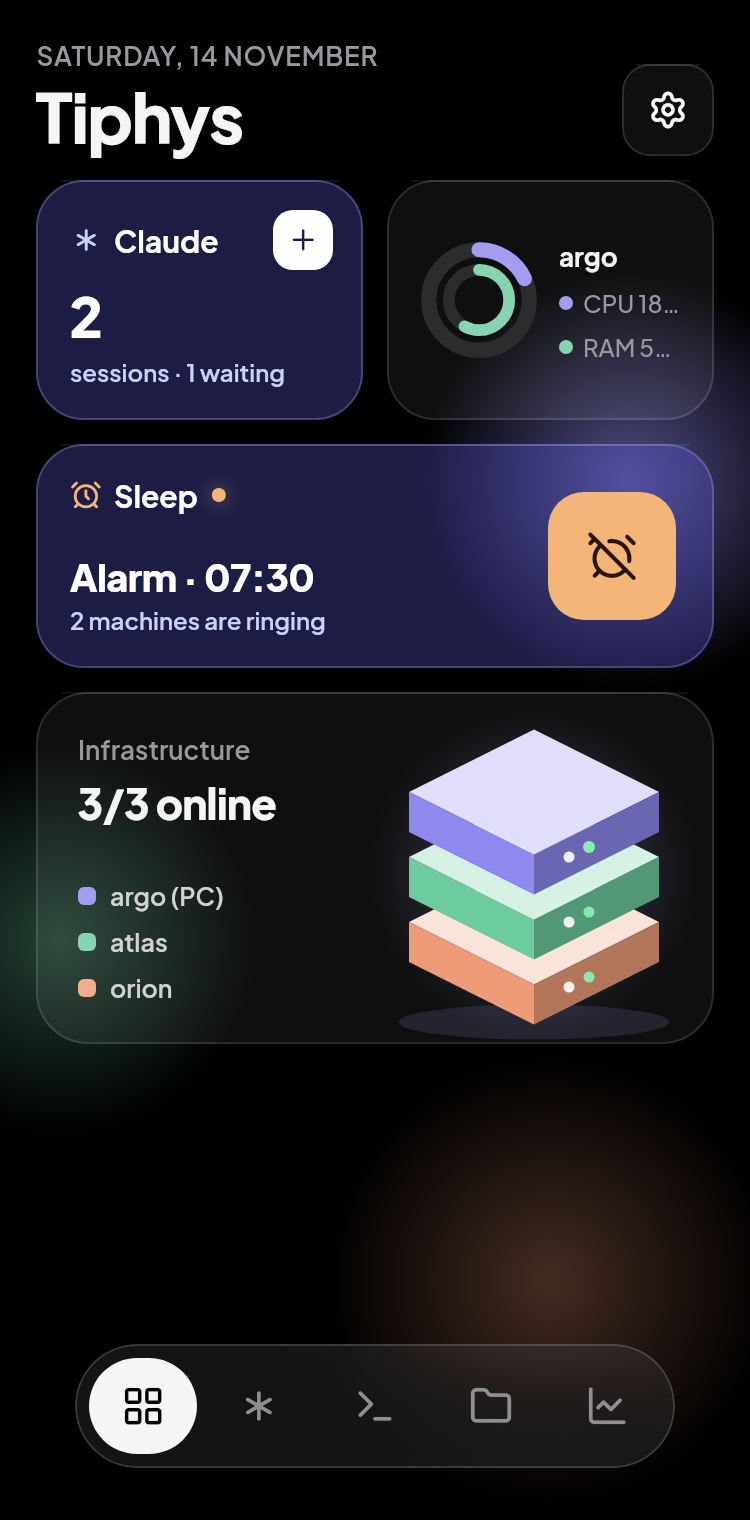 SATURDAY, 14 NOVEMBER
Tiphys
Claude
2
sessions · 1 waiting
argo
CPU 18…
RAM 5…
Sleep
Alarm · 07:30
2 machines are ringing
Infrastructure
3/3 online
argo (PC)
atlas
orion